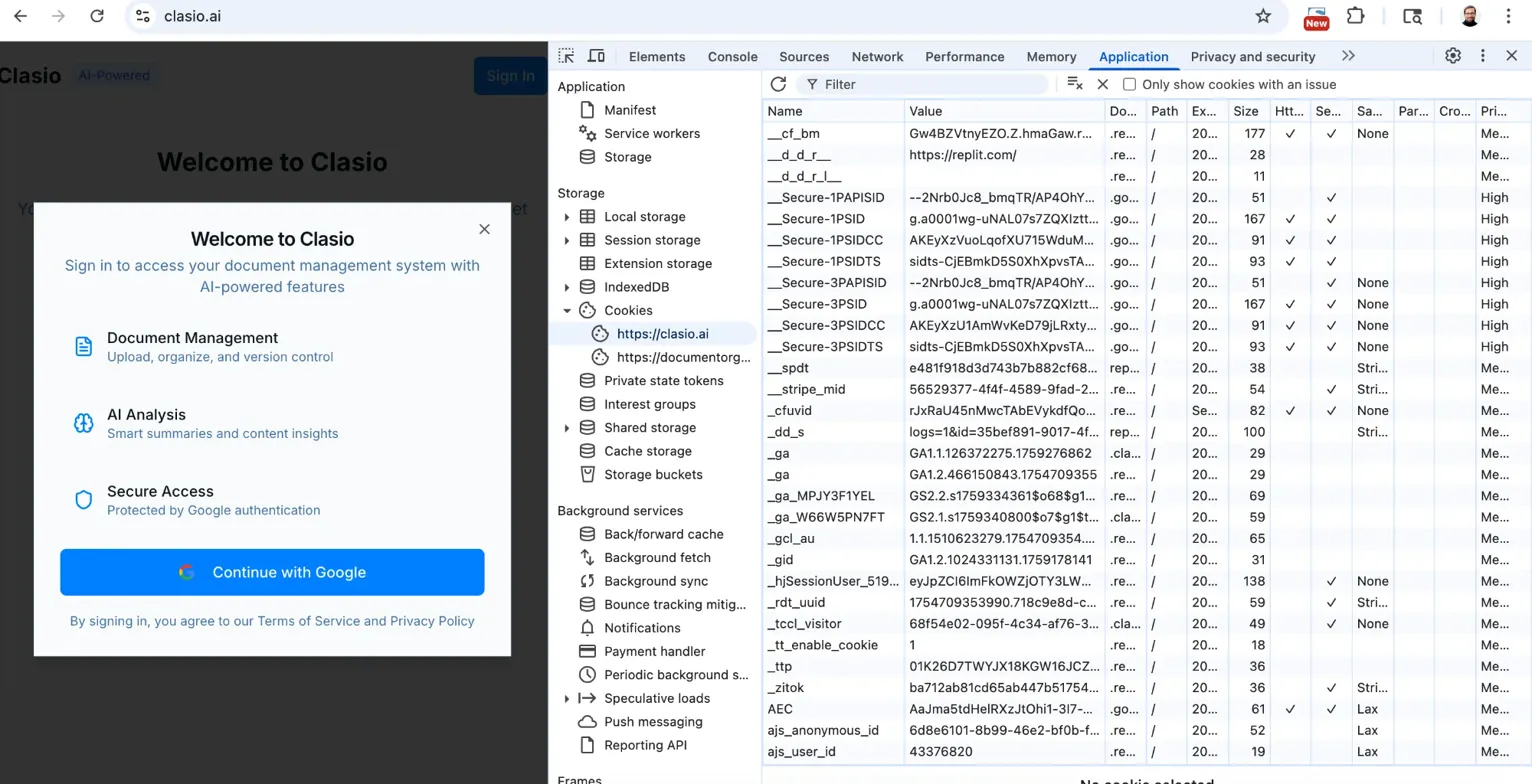 clasio.ai
New
Clasio AI-Powered Sign In
Welcome to Clasio
Welcome to Clasio
Sign in to access your document management system with
AI-powered features
Document Management
Upload, organize, and version control
AI Analysis
Smart summaries and content insights
Secure Access
Protected by Google authentication
Continue with Google
By signing in, you agree to our Terms of Service and Privacy Policy
Elements Console Sources Network Performance Memory Application Privacy and security
Application
Manifest
Service workers
Storage
Storage
Local storage
Session storage
Extension storage
IndexedDB
Cookies
https://clasio.ai
https://documentorg...
Private state tokens
Interest groups
Shared storage
Cache storage
Storage buckets
Background services
Back/forward cache
Background fetch
Background sync
Bounce tracking mitig...
Notifications
Payment handler
Periodic background s...
Speculative loads
Push messaging
Reporting API
Frames
Filter Only show cookies with an issue
Name Value Do... Path Ex... Size Htt... Se... Sa... Par... Cro... Pri...
__cf_bm Gw4BZVtnyEZO.Z.hmaGaw.r... .re... / 20... 177 ✓ ✓ None Me...
__d_d_r__ https://replit.com/ .re... / 20... 28 Me...
__d_d_r_l__ .re... / 20... 11 Me...
__Secure-1PAPISID --2Nrb0Jc8_bmqTR/AP4OhY... .go... / 20... 51 ✓ High
__Secure-1PSID g.a0001wg-uNAL07s7ZQXIztt... .go... / 20... 167 ✓ ✓ High
__Secure-1PSIDCC AKEyXzVuoLqofXU715WduM... .go... / 20... 91 ✓ ✓ High
__Secure-1PSIDTS sidts-CjEBmkD5S0XhXpvsTA... .go... / 20... 93 ✓ ✓ High
__Secure-3PAPISID --2Nrb0Jc8_bmqTR/AP4OhY... .go... / 20... 51 ✓ None High
__Secure-3PSID g.a0001wg-uNAL07s7ZQXIztt... .go... / 20... 167 ✓ ✓ None High
__Secure-3PSIDCC AKEyXzU1AmWvKeD79jLRxty... .go... / 20... 91 ✓ ✓ None High
__Secure-3PSIDTS sidts-CjEBmkD5S0XhXpvsTA... .go... / 20... 93 ✓ ✓ None High
__spdt e481f918d3d743b7b882cf68... rep... / 20... 38 Stri... Me...
__stripe_mid 56529377-4f4f-4589-9fad-2... .re... / 20... 54 ✓ Stri... Me...
_cfuvid rJxRaU45nMwcTAbEVykdfQo... .re... / Se... 82 ✓ ✓ None Me...
_dd_s logs=1&id=35bef891-9017-4f... rep... / 20... 100 Stri... Me...
_ga GA1.1.126372275.1759276862 .cla... / 20... 29 Me...
_ga GA1.2.466150843.1754709355 .re... / 20... 29 Me...
_ga_MPJY3F1YEL GS2.2.s1759334361$o68$g1... .re... / 20... 69 Me...
_ga_W66W5PN7FT GS2.1.s1759340800$o7$g1$t... .cla... / 20... 59 Me...
_gcl_au 1.1.1510623279.1754709354.... .re... / 20... 65 Me...
_gid GA1.2.1024331131.1759178141 .re... / 20... 31 Me...
_hjSessionUser_519... eyJpZCI6ImFkOWZjOTY3LW... .re... / 20... 138 ✓ None Me...
_rdt_uuid 1754709353990.718c9e8d-c... .re... / 20... 59 ✓ Stri... Me...
_tccl_visitor 68f54e02-095f-4c34-af76-3... .cla... / 20... 49 ✓ None Me...
_tt_enable_cookie 1 .re... / 20... 18 Me...
_ttp 01K26D7TWYJX18KGW16JCZ... .re... / 20... 36 Me...
_zitok ba712ab81cd65ab447b51754... .re... / 20... 36 ✓ Stri... Me...
AEC AaJma5tdHelRXzJtOhi1-3I7-... .go... / 20... 61 ✓ ✓ Lax Me...
ajs_anonymous_id 6d8e6101-8b99-46e2-bf0b-f... .re... / 20... 52 Lax Me...
ajs_user_id 43376820 .re... / 20... 19 Lax Me...